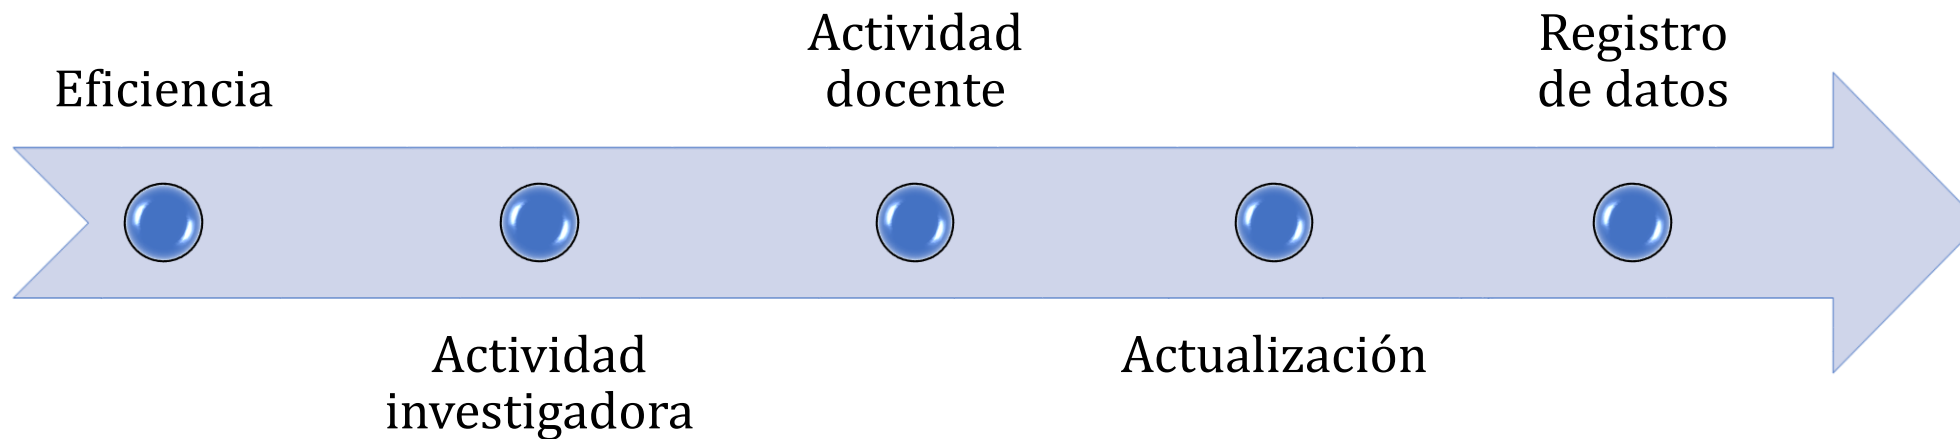 Eficiencia
Actividad
investigadora
Actividad
docente
Actualización
Registro
de datos